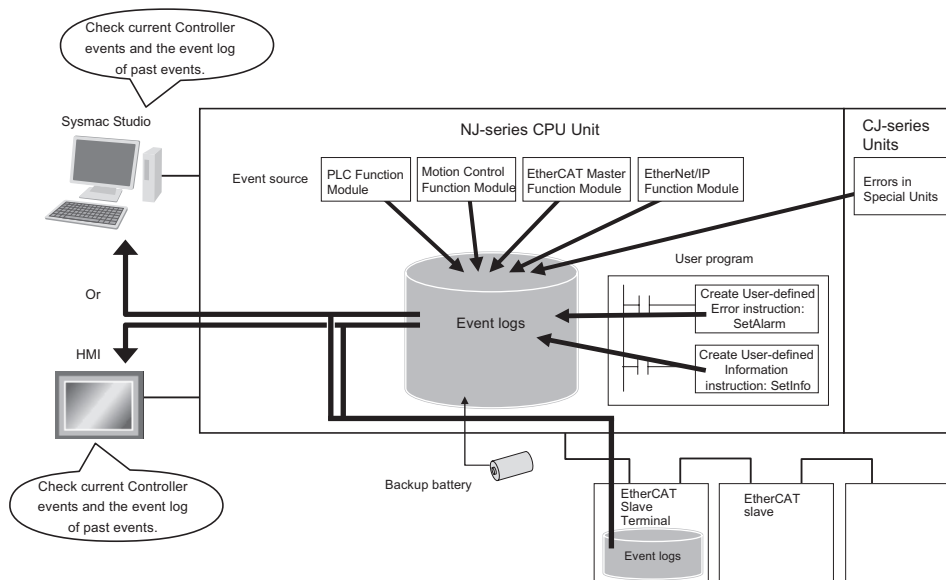 Check current Controller
events and the event log
of past events.
Sysmac Studio
NJ-series CPU Unit
CJ-series
Units
Event source
PLC Function
Module
Motion Control
Function Module
EtherCAT Master
Function Module
EtherNet/IP
Function Module
Errors in
Special Units
User program
Or
Event logs
Create User-defined
Error instruction:
SetAlarm
HMI
Create User-defined
Information
instruction: SetInfo
Backup battery
Check current Controller
events and the event log
of past events.
EtherCAT
Slave
Terminal
Event logs
EtherCAT
slave